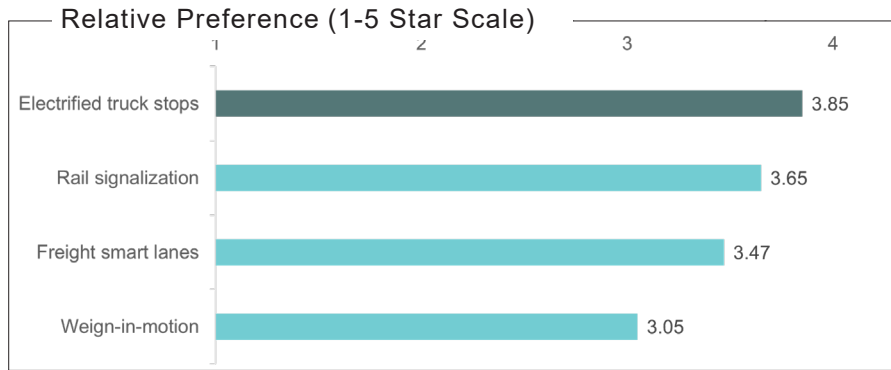 Relative Preference (1-5 Star Scale)
1 2 3 4
Electrified truck stops 3.85
Rail signalization 3.65
Freight smart lanes 3.47
Weign-in-motion 3.05